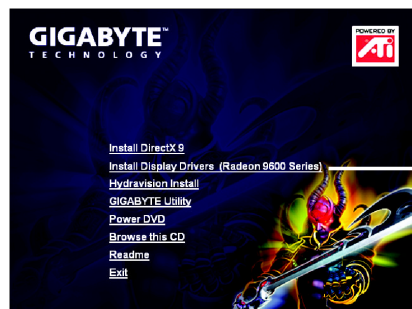 GIGABYTE™
TECHNOLOGY
POWERED BY
ATi
Install DirectX 9
Install Display Drivers (Radeon 9600 Series)
Hydravision Install
GIGABYTE Utility
Power DVD
Browse this CD
Readme
Exit